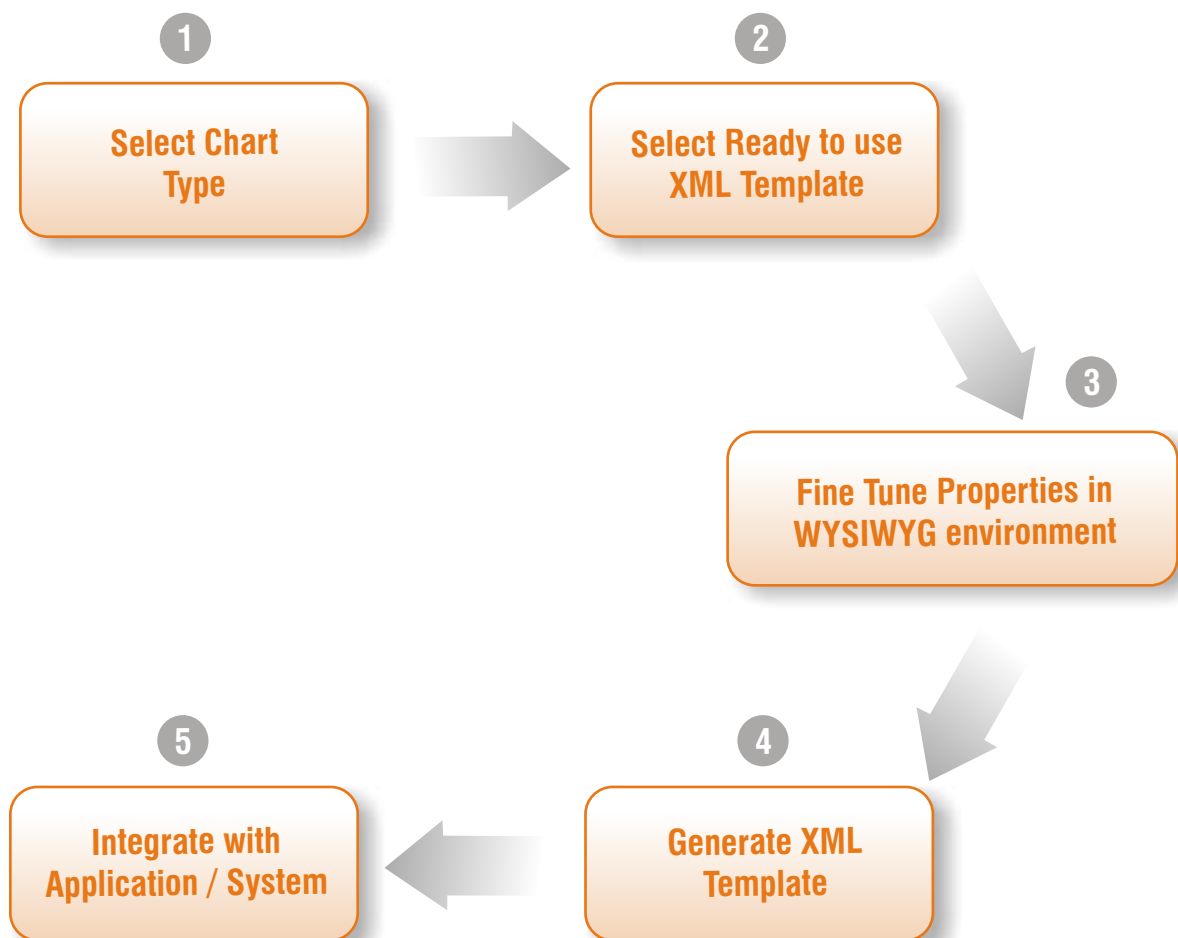 1
Select Chart
Type
2
Select Ready to use
XML Template
3
Fine Tune Properties in
WYSIWYG environment
4
Generate XML
Template
5
Integrate with
Application / System